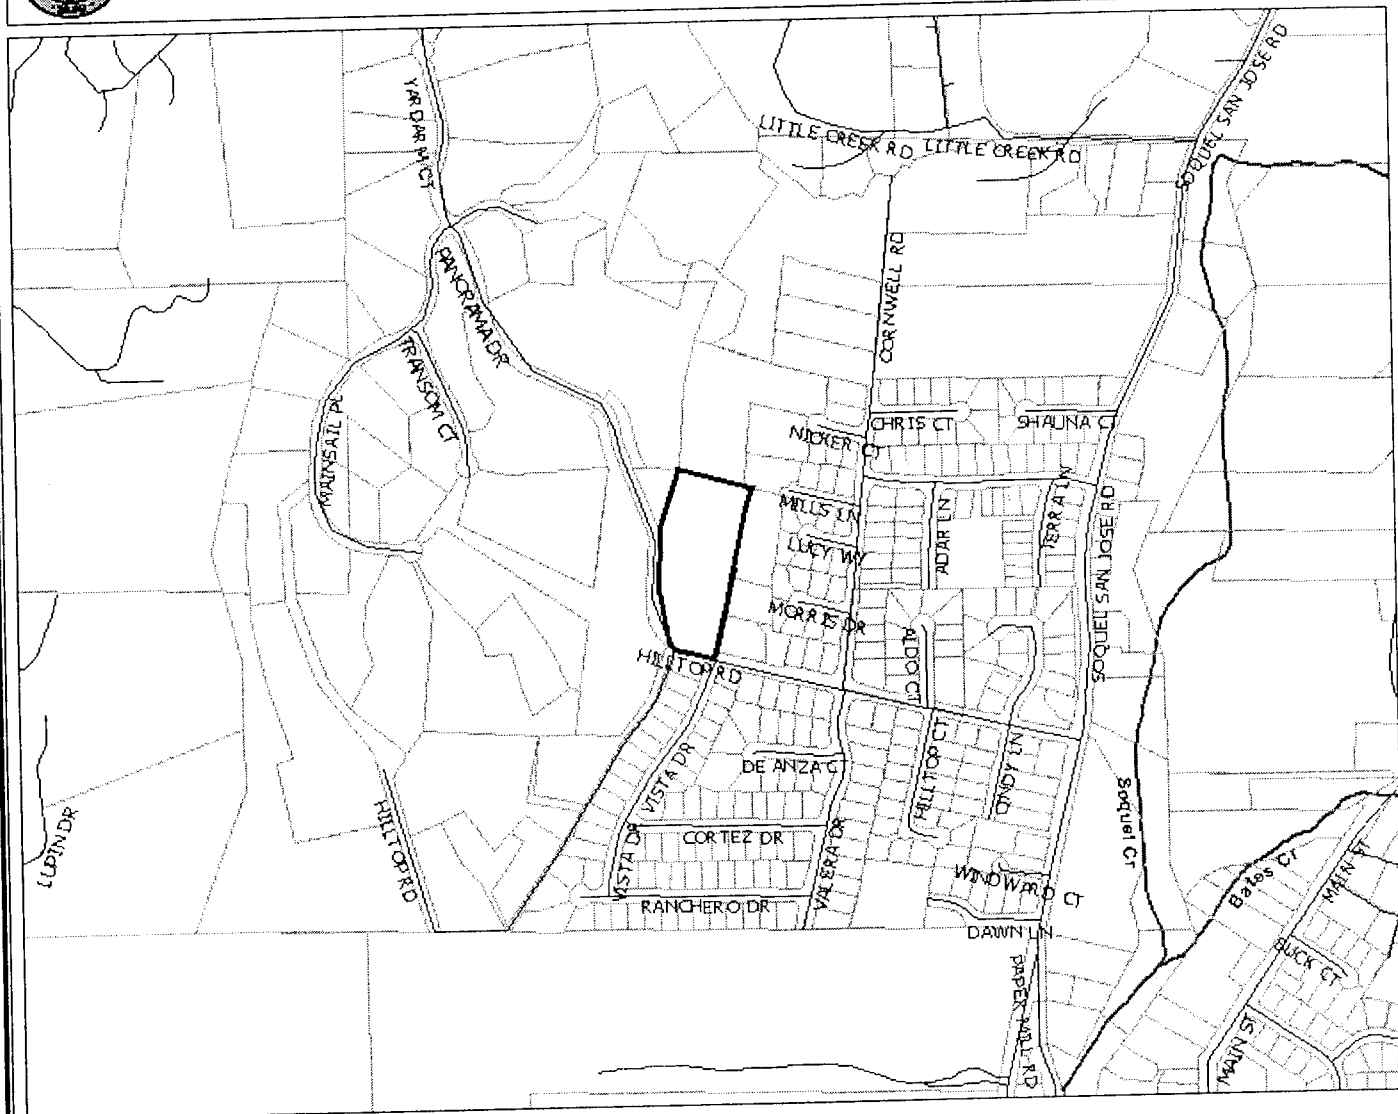 YARDARM CT
LITTLE CREEK RD
LITTLE CREEK RD
SOQUEL SAN JOSE RD
PANORAMA DR
CORNWELL RD
TRANSOM CT
MAINSAIL PL
CHRIS CT
SHAUNA CT
NICKER CT
MILLS LN
ADAR LN
TERRA LN
LUCY WY
SOQUEL SAN JOSE RD
MORRIS DR
HILLTOP RD
DE ANZA CT
VISTA DR
HILLTOP CT
CINDY LN
Soquel Cr
LUPIN DR
HILLTOP RD
VISTA DR
CORTEZ DR
VALERA DR
RANCHERO DR
WINDWARD CT
DAWN LN
Bates Cr
MAIN ST
BUCK CT
PAPER MILL RD
MAIN ST